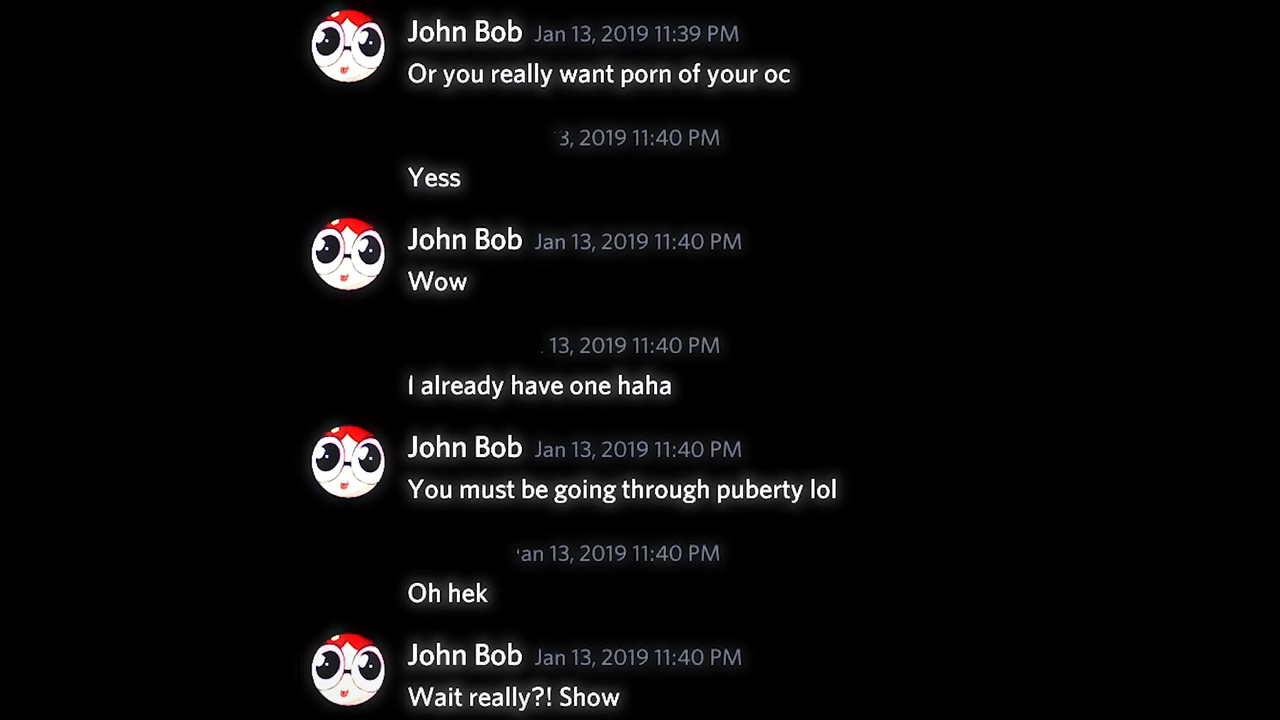 John Bob Jan 13, 2019 11:39 PM
Or you really want porn of your oc
3, 2019 11:40 PM
Yess
John Bob Jan 13, 2019 11:40 PM
Wow
13, 2019 11:40 PM
I already have one haha
John Bob Jan 13, 2019 11:40 PM
You must be going through puberty lol
an 13, 2019 11:40 PM
Oh hek
John Bob Jan 13, 2019 11:40 PM
Wait really?! Show